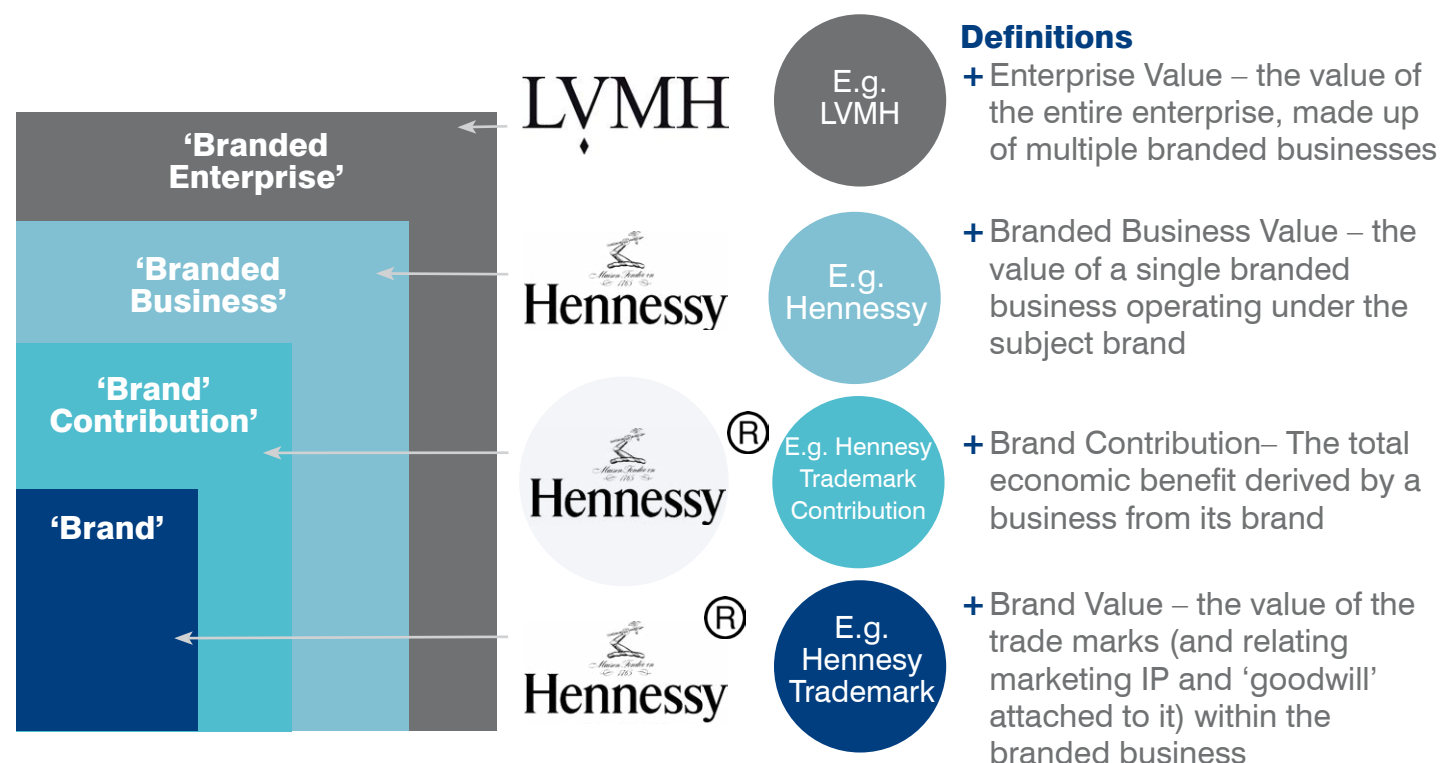 ‘Branded
Enterprise’
‘Branded
Business’
‘Brand’
Contribution’
‘Brand’
LVMH
Hennessy
Hennessy
®
Hennessy
®
E.g.
LVMH
E.g.
Hennessy
E.g. Hennesy
Trademark
Contribution
E.g.
Hennesy
Trademark
Definitions
+ Enterprise Value – the value of
the entire enterprise, made up
of multiple branded businesses
+ Branded Business Value – the
value of a single branded
business operating under the
subject brand
+ Brand Contribution– The total
economic benefit derived by a
business from its brand
+ Brand Value – the value of the
trade marks (and relating
marketing IP and ‘goodwill’
attached to it) within the
branded business